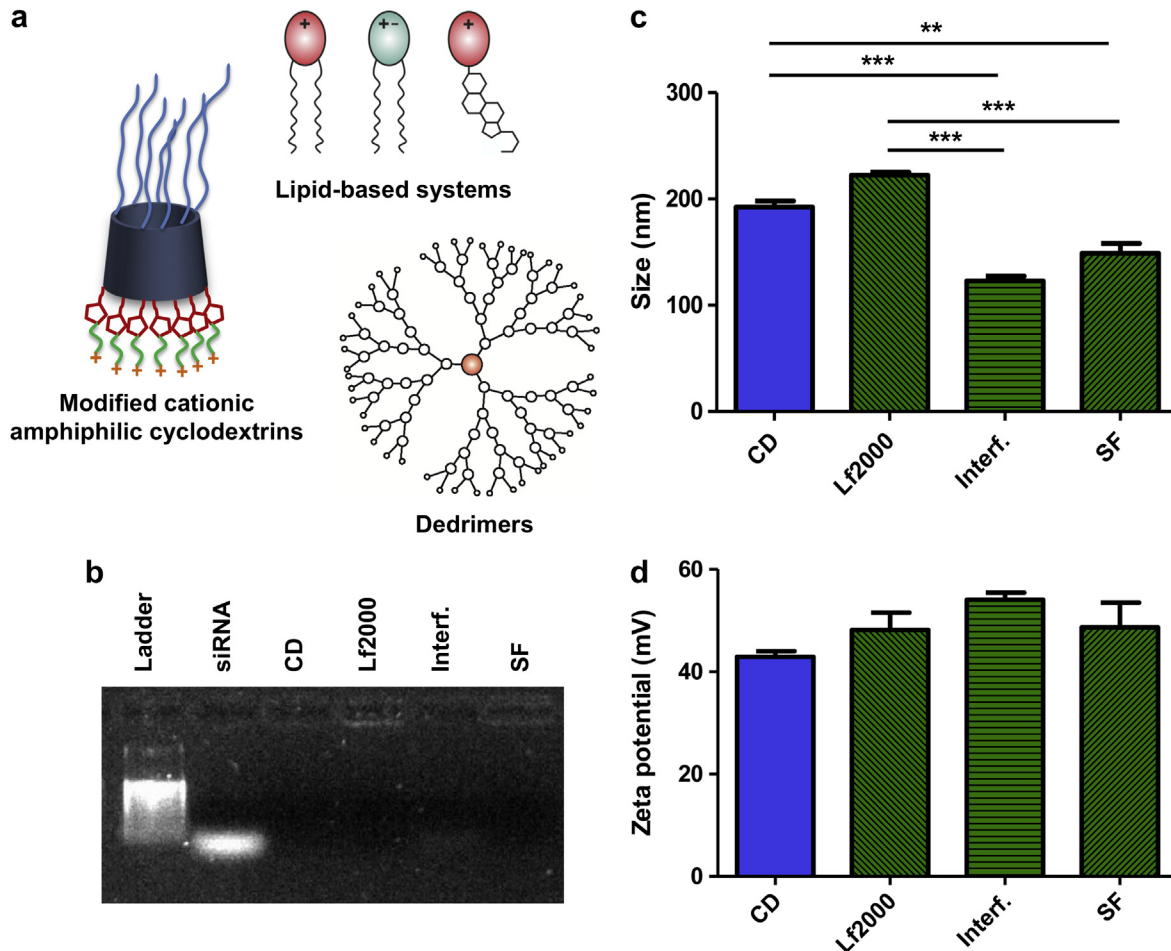 a
+
+-
+
Lipid-based systems
+ + + + + + +
Modified cationic
amphiphilic cyclodextrins
Dedrimers
b
Ladder
siRNA
CD
Lf2000
Interf.
SF
c
**
***
***
***
300
200
100
0
Size (nm)
CD
Lf2000
Interf.
SF
d
60
40
20
0
Zeta potential (mV)
CD
Lf2000
Interf.
SF